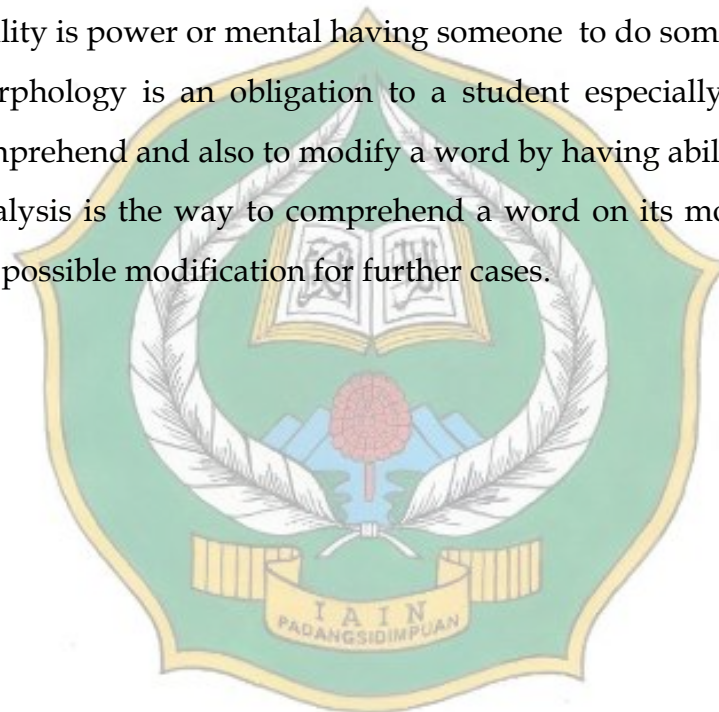 ility is power or mental having someone to do som
rphology is an obligation to a student especially
nprehend and also to modify a word by having abil
alysis is the way to comprehend a word on its mo
possible modification for further cases.
I A I N
PADANGSIDIMPUAN